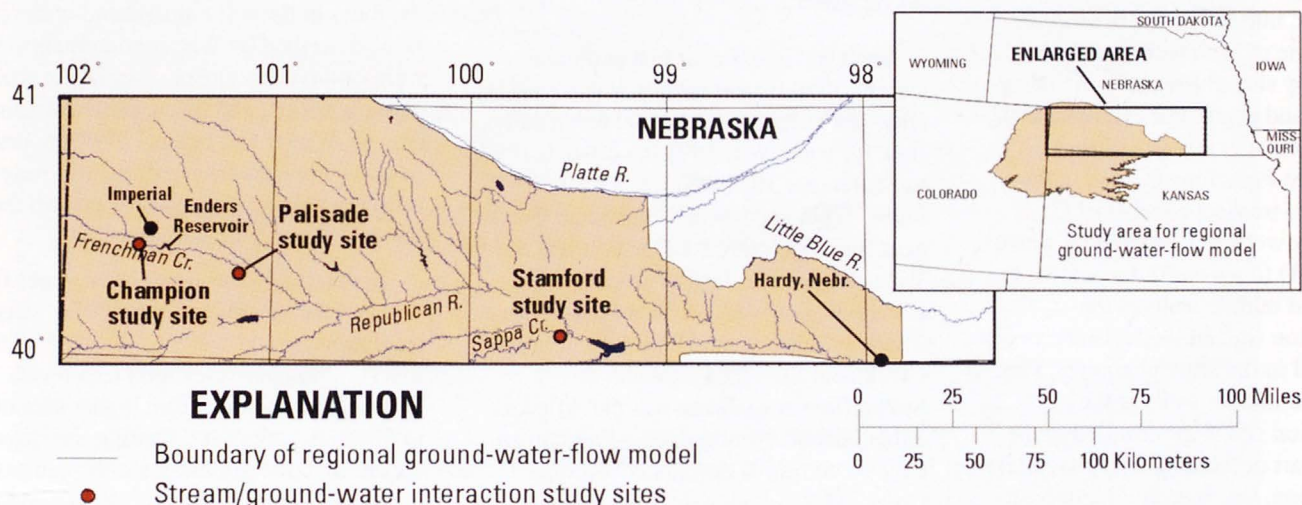 102° 101° 100° 99° 98°
41°
40°
NEBRASKA
Platte R.
Imperial
Enders
Reservoir
Palisade
study site
Frenchman Cr.
Champion
study site
Stamford
study site
Republican R.
Sappa Cr.
Little Blue R.
Hardy, Nebr.
SOUTH DAKOTA
WYOMING
ENLARGED AREA
NEBRASKA
IOWA
MISS-
OURI
COLORADO
KANSAS
Study area for regional
ground-water-flow model
0 25 50 75 100 Miles
0 25 50 75 100 Kilometers
EXPLANATION
Boundary of regional ground-water-flow model
Stream/ground-water interaction study sites